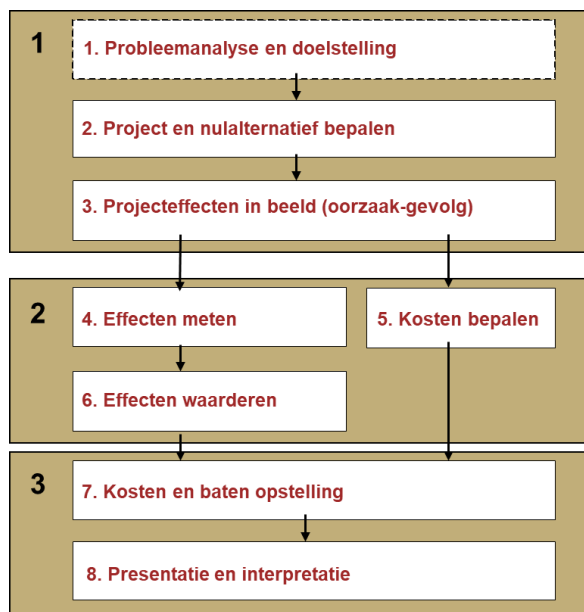 1
1. Probleemanalyse en doelstelling
2. Project en nulalternatief bepalen
3. Projecteffecten in beeld (oorzaak-gevolg)
2
4. Effecten meten
5. Kosten bepalen
6. Effecten waarderen
3
7. Kosten en baten opstelling
8. Presentatie en interpretatie